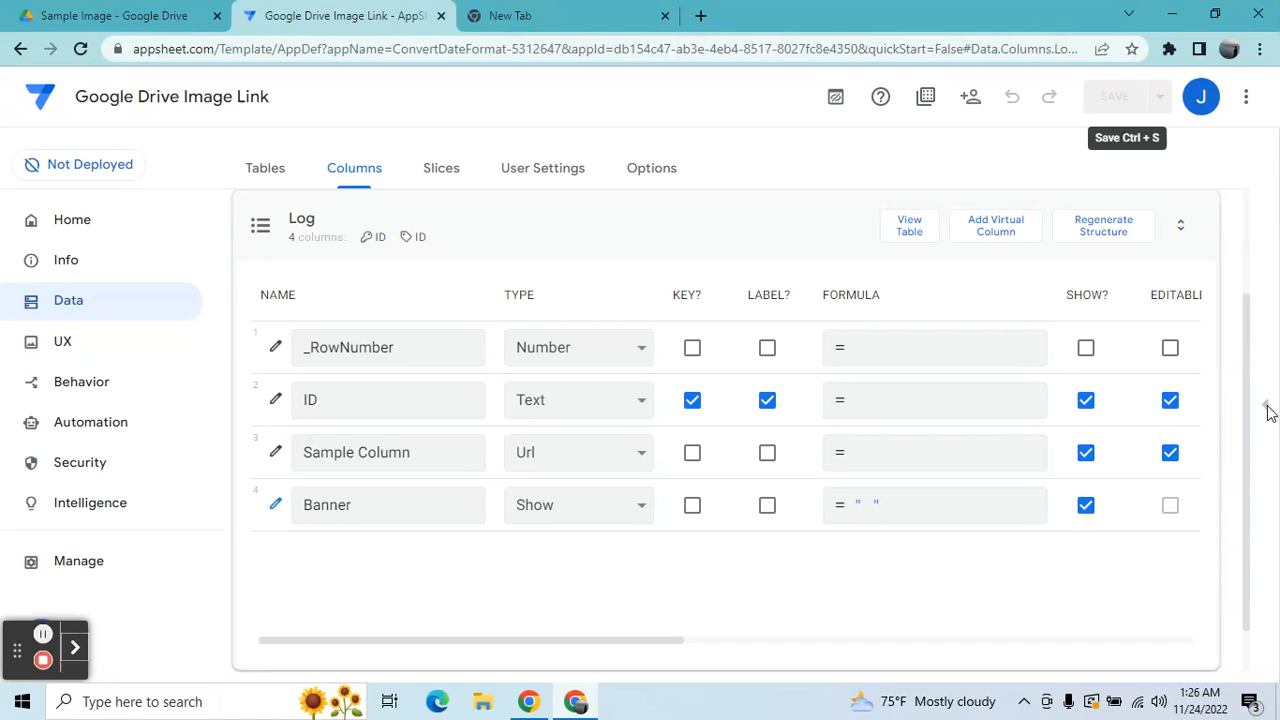 Sample Image - Google Drive
Google Drive Image Link - AppSh
New Tab
appsheet.com/Template/AppDef?appName=ConvertDateFormat-5312647&appId=db154c47-ab3e-4eb4-8517-8027fc8e4350&quickStart=False#Data.Columns.Lo...
Google Drive Image Link
SAVE
J
Save Ctrl + S
Not Deployed
Tables
Columns
Slices
User Settings
Options
Home
Info
Data
UX
Behavior
Automation
Security
Intelligence
Manage
Log
4 columns: ID ID
View Table
Add Virtual Column
Regenerate Structure
NAME TYPE KEY? LABEL? FORMULA SHOW? EDITABL
1 _RowNumber Number =
2 ID Text =
3 Sample Column Url =
4 Banner Show = " "
Type here to search
75°F Mostly cloudy
1:26 AM
11/24/2022
3